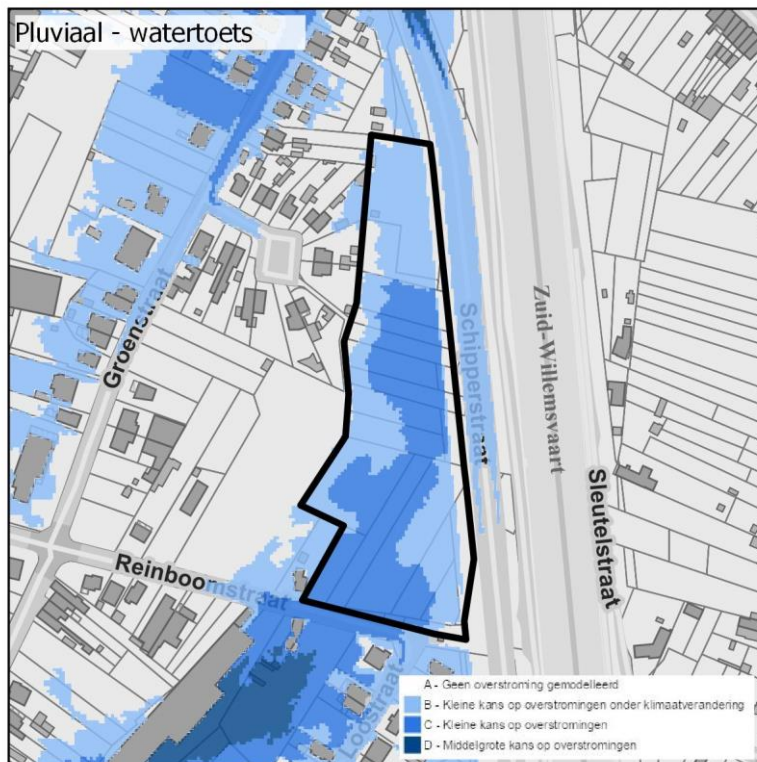 Pluviaal - watertoets
Groenstraat
Schipperstraat
Zuid-Willemsvaart
Sleutelstraat
Reinboomstraat
Loostraat
A - Geen overstroming gemodelleerd
B - Kleine kans op overstromingen onder klimaatverandering
C - Kleine kans op overstromingen
D - Middelgrote kans op overstromingen